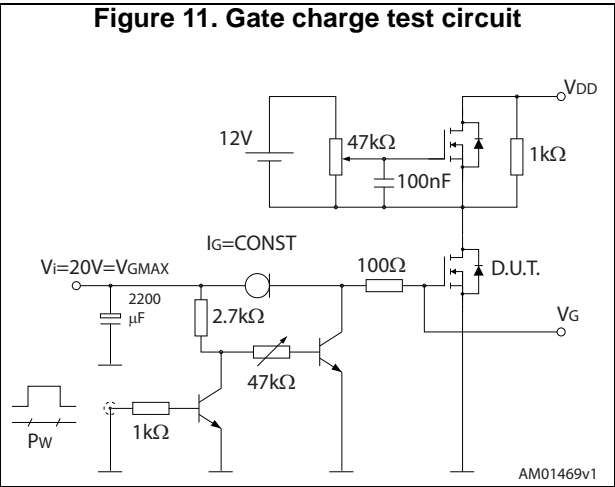 Figure 11. Gate charge test circuit
VDD
12V
47kΩ
1kΩ
100nF
IG=CONST
Vi=20V=VGMAX
100Ω
D.U.T.
2200
μF
2.7kΩ
VG
47kΩ
1kΩ
PW
AM01469v1